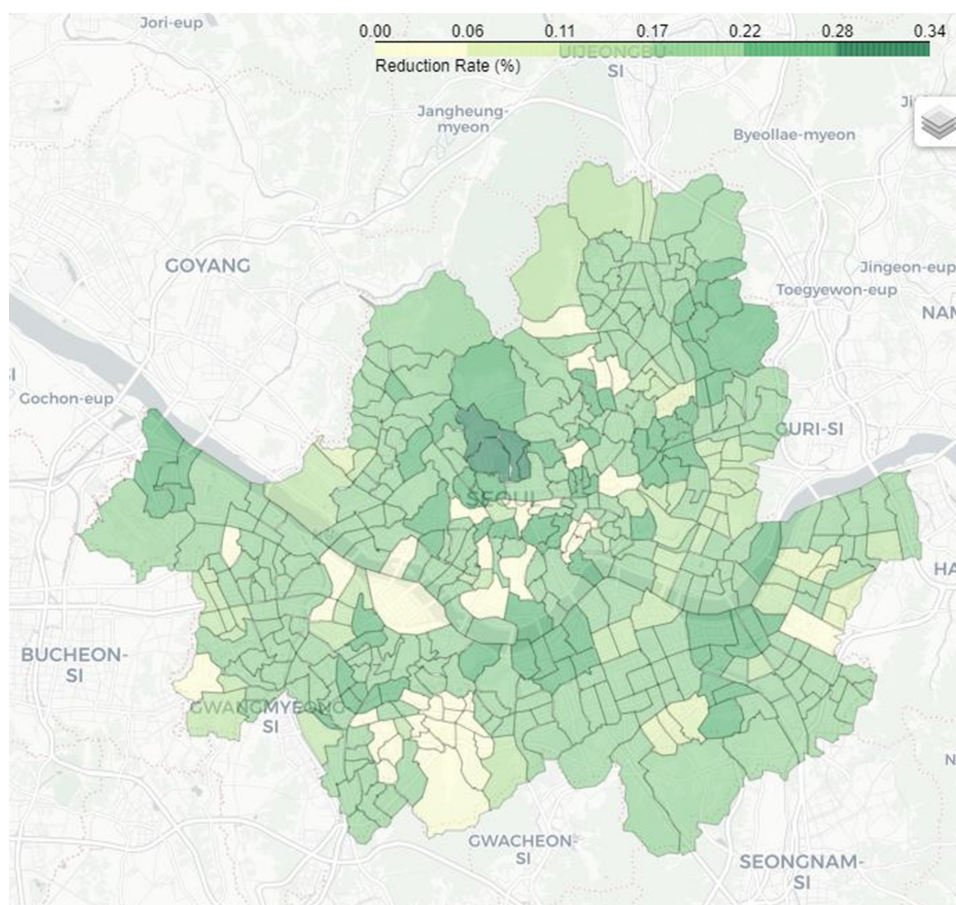 Jori-eup
0.00 0.06 0.11 0.17 0.22 0.28 0.34
Reduction Rate (%)
UIJEONGBU-
SI
Jangheung-
myeon
Byeollae-myeon
GOYANG
Jingeon-eup
Toegyewon-eup
NAM
Gochon-eup
GURI-SI
SEOUL
HA
BUCHEON-
SI
GWANGMYEONG
SI
GWACHEON-
SI
SEONGNAM-
SI